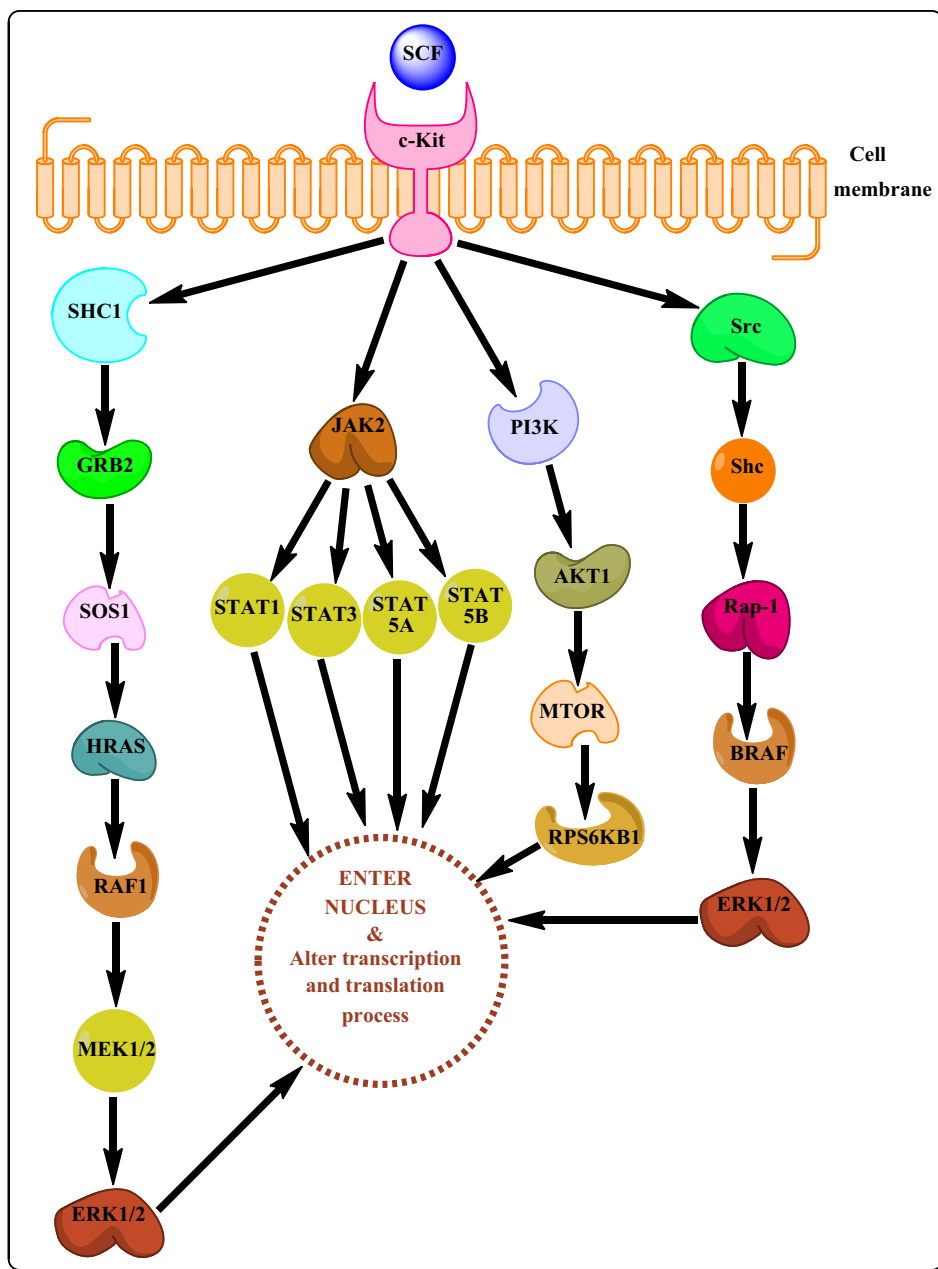 SCF
c-Kit
Cell
membrane
SHC1
Src
JAK2
PI3K
GRB2
Shc
STAT1
STAT3
STAT
5A
STAT
5B
AKT1
SOS1
Rap-1
MTOR
HRAS
BRAF
RPS6KB1
RAF1
ENTER
NUCLEUS
&
Alter transcription
and translation
process
ERK1/2
MEK1/2
ERK1/2